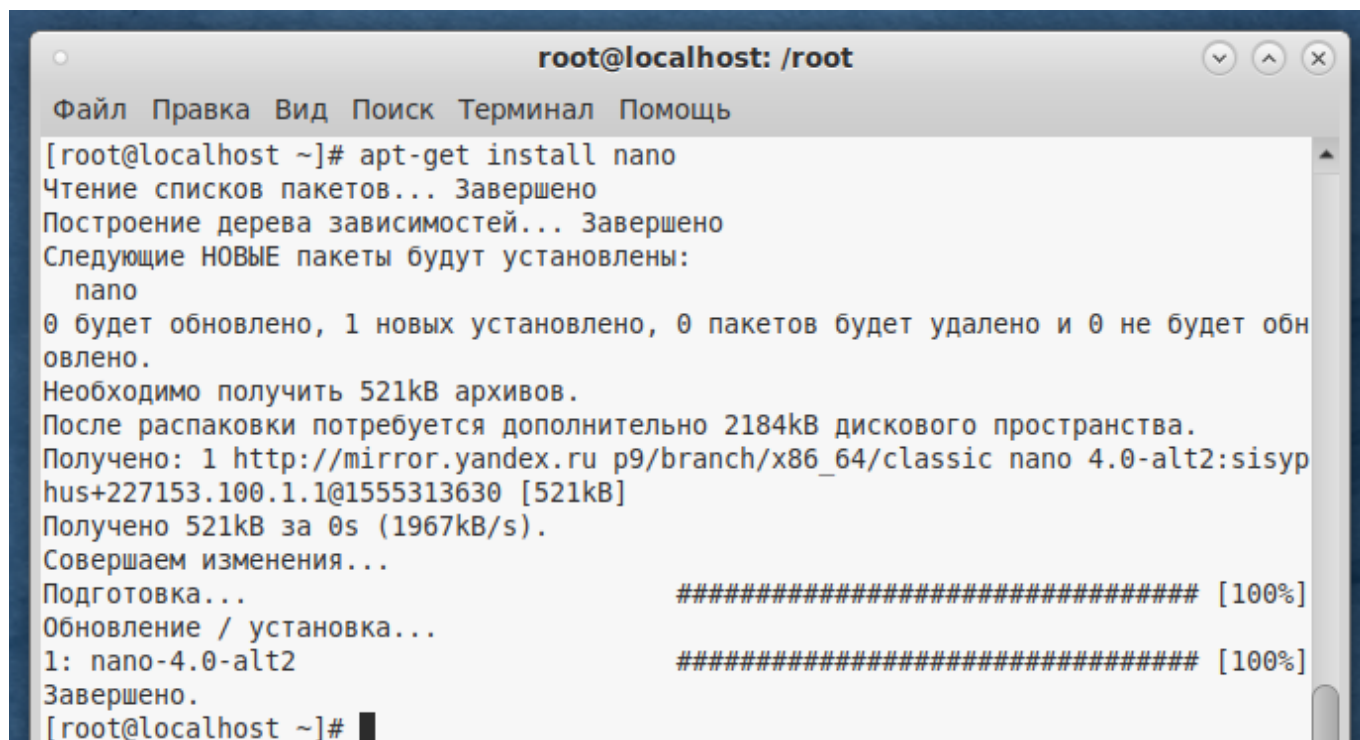 root@localhost: /root
Файл Правка Вид Поиск Терминал Помощь
[root@localhost ~]# apt-get install nano
Чтение списков пакетов... Завершено
Построение дерева зависимостей... Завершено
Следующие НОВЫЕ пакеты будут установлены:
  nano
0 будет обновлено, 1 новых установлено, 0 пакетов будет удалено и 0 не будет обн
овлено.
Необходимо получить 521kB архивов.
После распаковки потребуется дополнительно 2184kB дискового пространства.
Получено: 1 http://mirror.yandex.ru p9/branch/x86_64/classic nano 4.0-alt2:sisyp
hus+227153.100.1.1@1555313630 [521kB]
Получено 521kB за 0s (1967kB/s).
Совершаем изменения...
Подготовка... ################################# [100%]
Обновление / установка...
1: nano-4.0-alt2 ################################# [100%]
Завершено.
[root@localhost ~]#